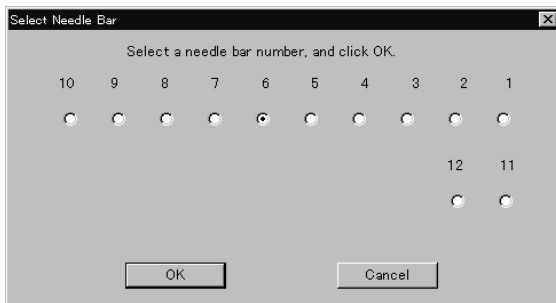 Select Needle Bar
Select a needle bar number, and click OK.
10 9 8 7 6 5 4 3 2 1
12 11
OK Cancel